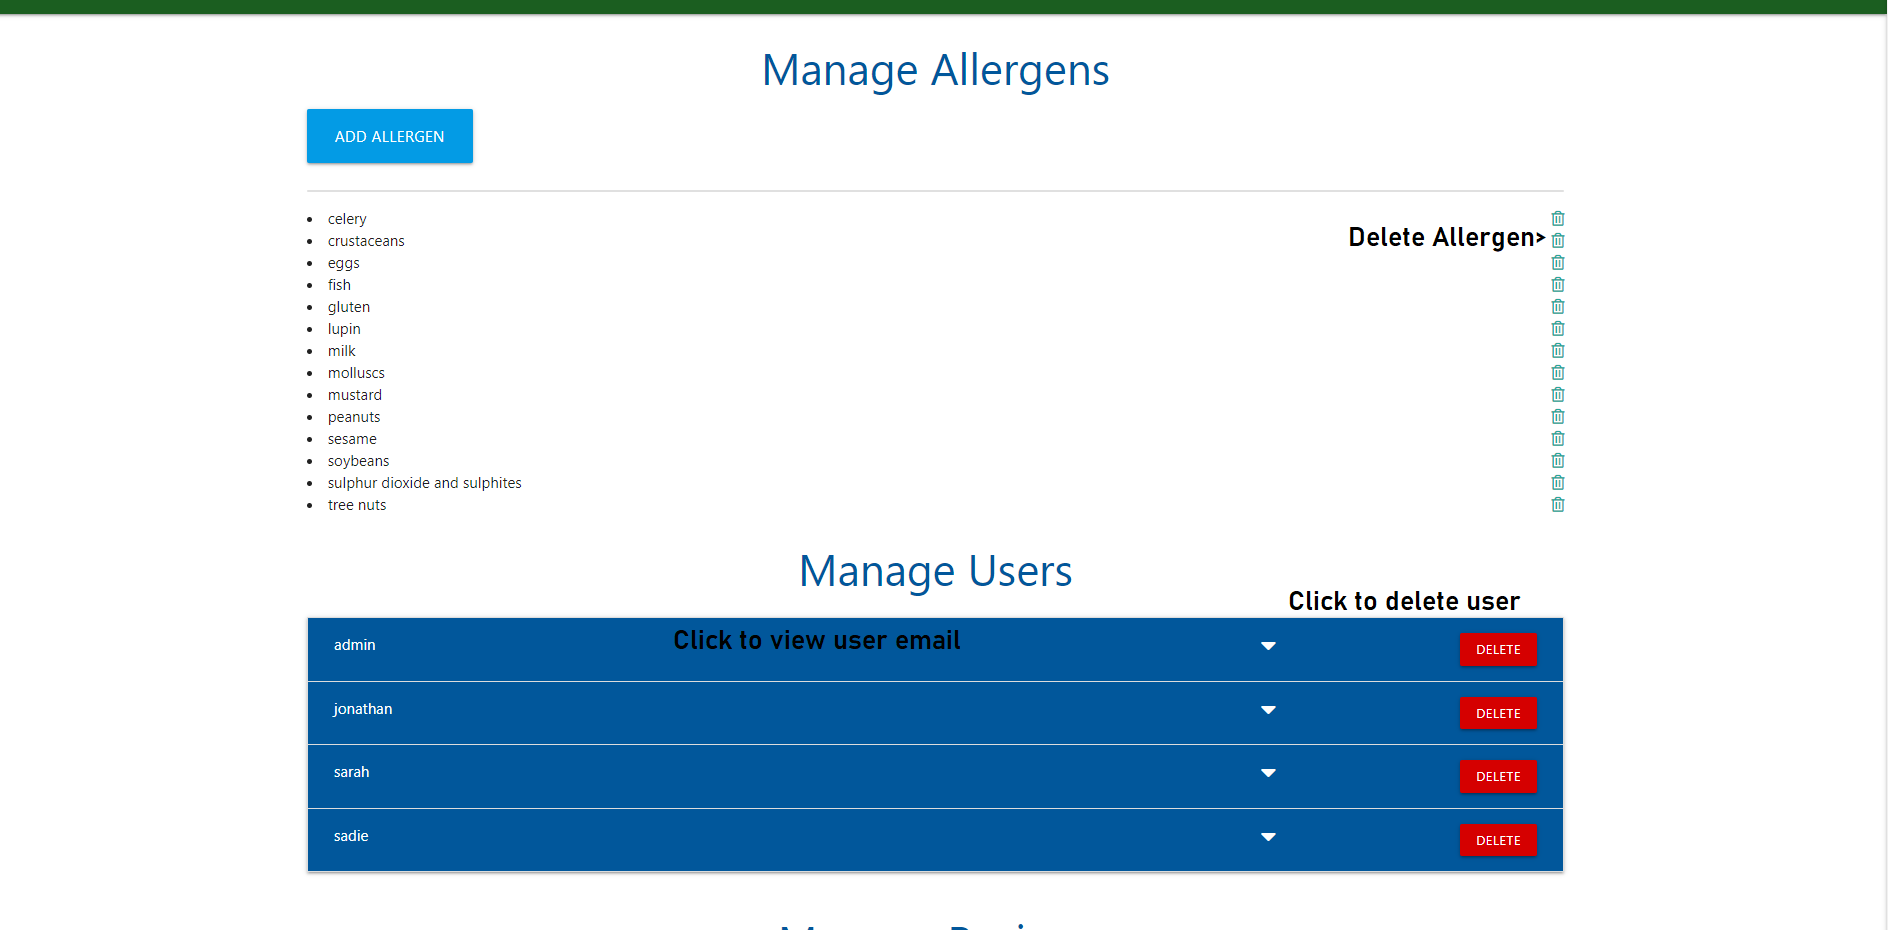 Manage Allergens
ADD ALLERGEN
celery
Delete Allergen>
crustaceans
eggs
fish
gluten
lupin
milk
molluscs
mustard
peanuts
sesame
soybeans
sulphur dioxide and sulphites
tree nuts
Manage Users
Click to delete user
admin
Click to view user email
DELETE
jonathan
DELETE
sarah
DELETE
sadie
DELETE